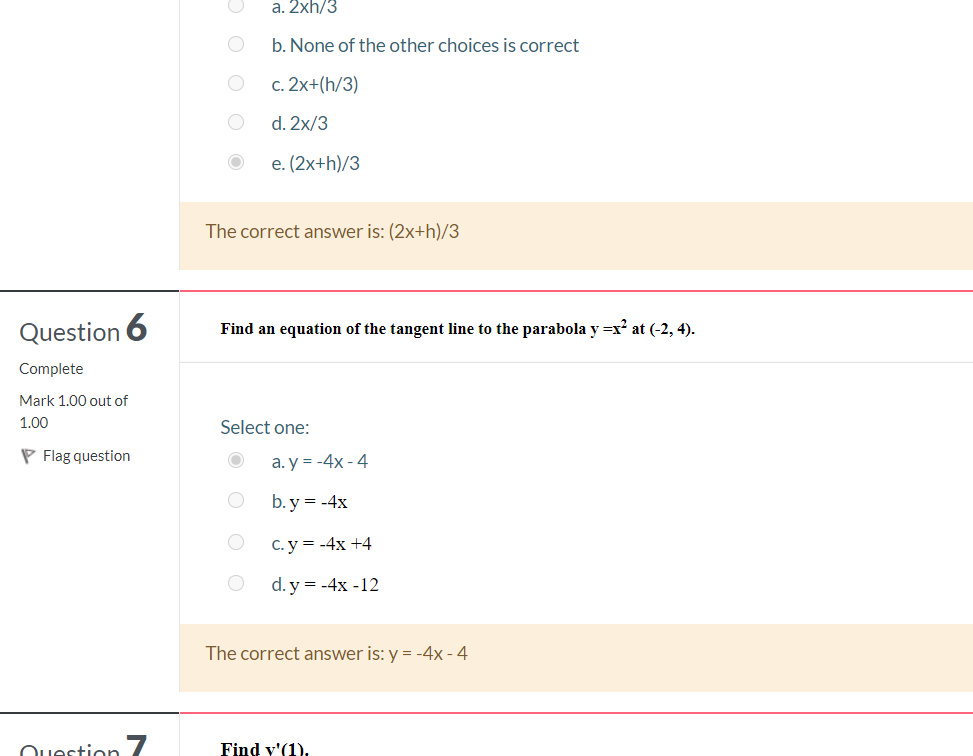 a. 2xh/3
b. None of the other choices is correct
c. 2x+(h/3)
d. 2x/3
e. (2x+h)/3
The correct answer is: (2x+h)/3
Question 6
Complete
Mark 1.00 out of
1.00
Flag question
Find an equation of the tangent line to the parabola y =x² at (-2, 4).
Select one:
a. y = -4x - 4
b. y = -4x
c. y = -4x +4
d. y = -4x -12
The correct answer is: y = -4x - 4
Question 7
Find y'(1).